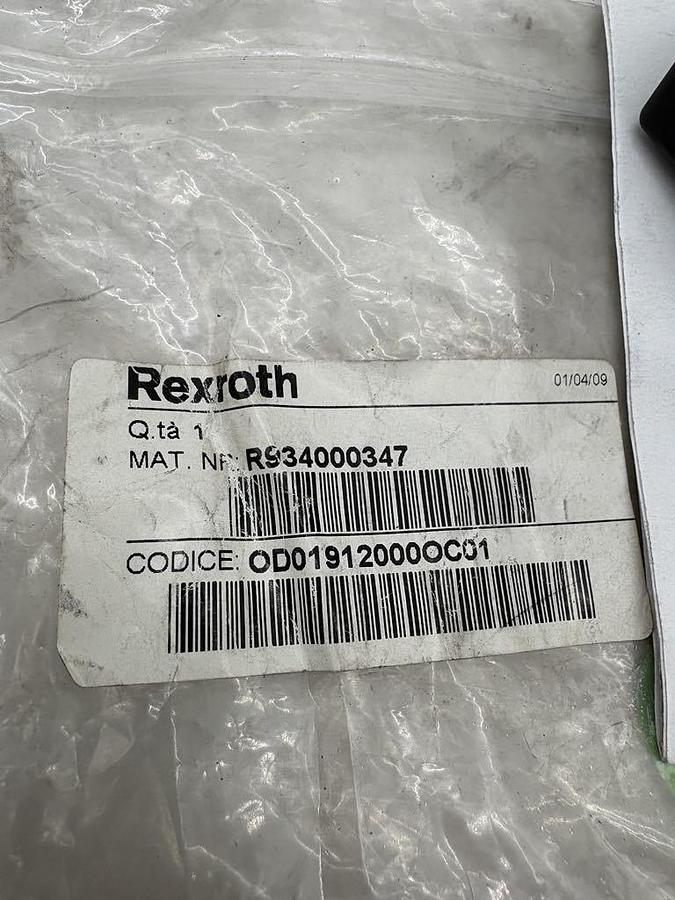 Rexroth
01/04/09
Q.tà 1
MAT. NR: R934000347
CODICE: OD01912000OC01